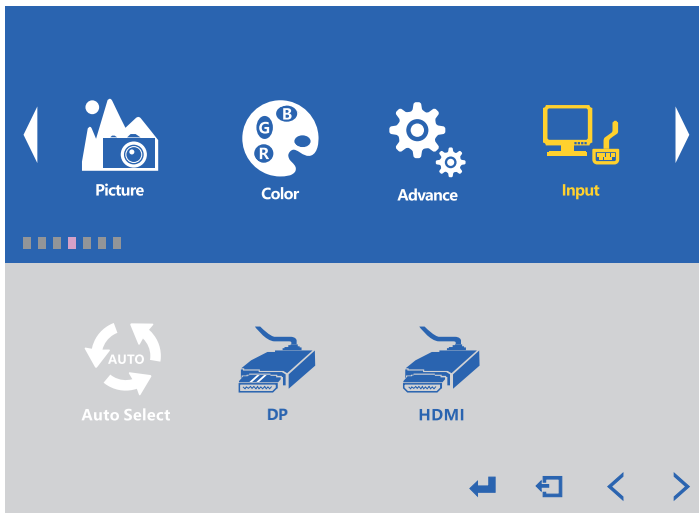 B
G
R
Picture
Color
Advance
Input
AUTO
Auto Select
DP
HDMI